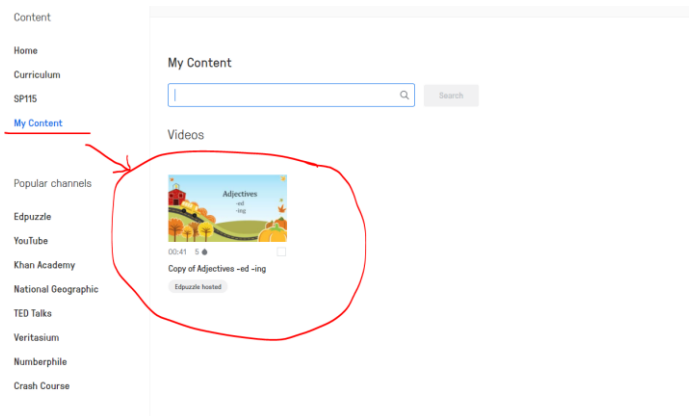 Content
Home
Curriculum
SP115
My Content
Popular channels
Edpuzzle
YouTube
Khan Academy
National Geographic
TED Talks
Veritasium
Numberphile
Crash Course
My Content
Search
Videos
Adjectives
-ed
-ing
00:41 5
Copy of Adjectives -ed -ing
Edpuzzle hosted